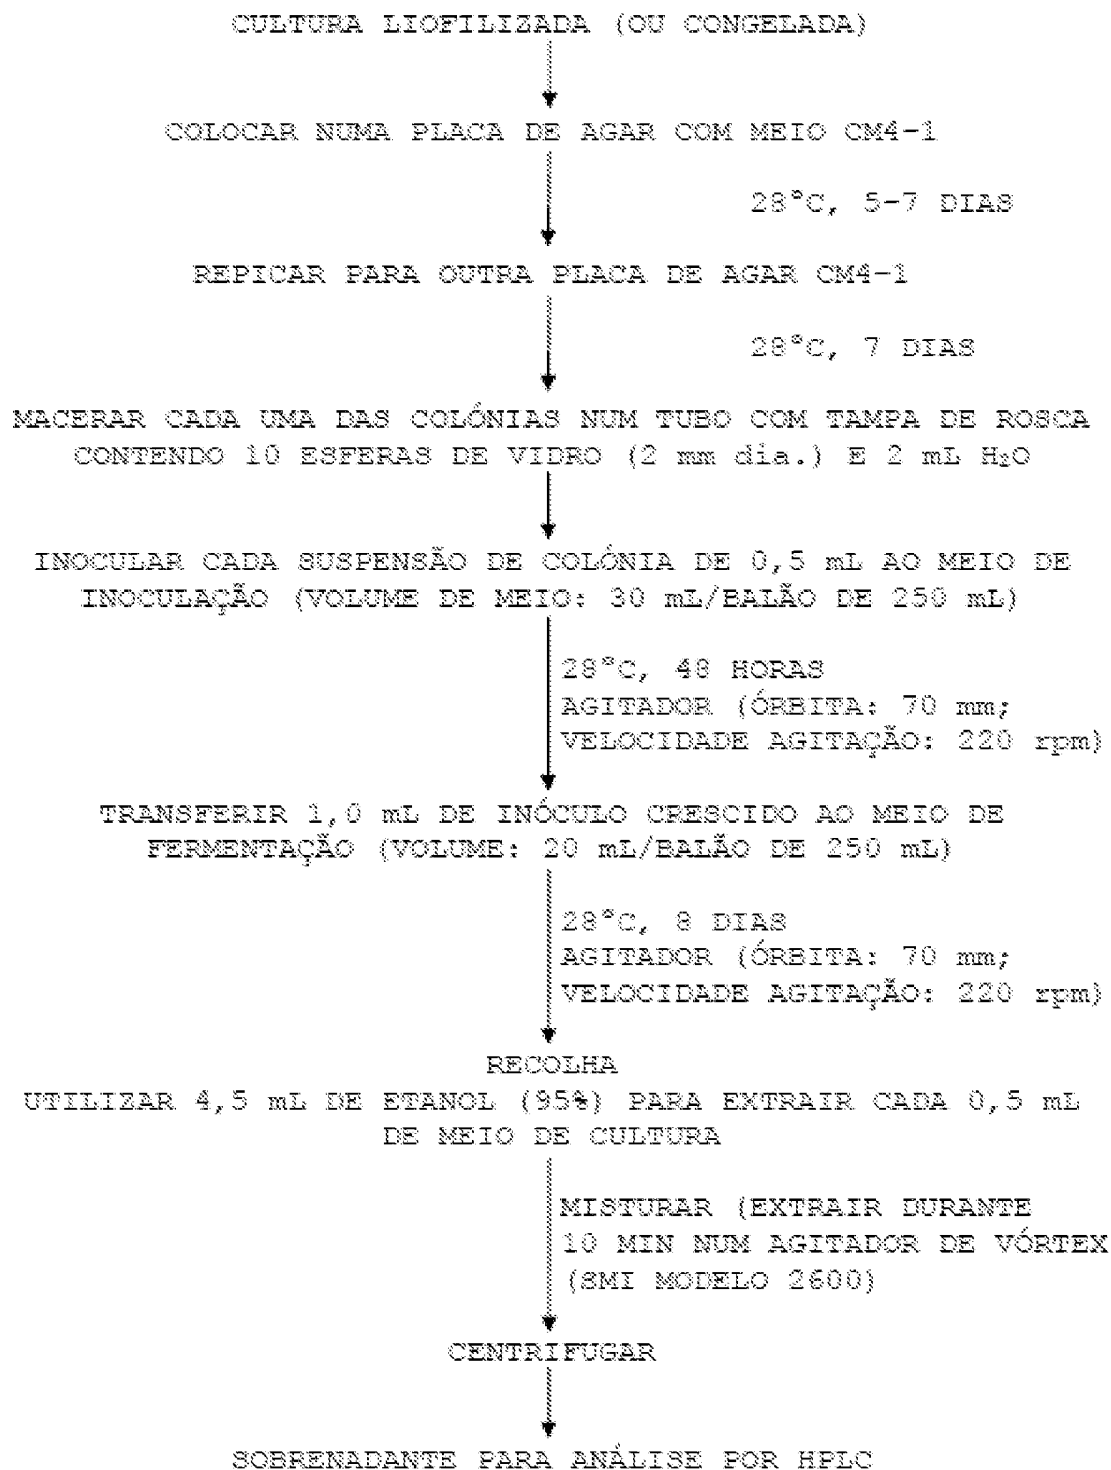 CULTURA LIOFILIZADA (OU CONGELADA)
COLOCAR NUMA PLACA DE AGAR COM MEIO CM4-1
28°C, 5-7 DIAS
REPICAR PARA OUTRA PLACA DE AGAR CM4-1
28°C, 7 DIAS
MACERAR CADA UMA DAS COLÓNIAS NUM TUBO COM TAMPA DE ROSCA
CONTENDO 10 ESFERAS DE VIDRO (2 mm dia.) E 2 mL H₂O
INOCULAR CADA SUSPENSÃO DE COLÓNIA DE 0,5 mL AO MEIO DE
INOCULAÇÃO (VOLUME DE MEIO: 30 mL/BALÃO DE 250 mL)
28°C, 48 HORAS
AGITADOR (ÓRBITA: 70 mm;
VELOCIDADE AGITAÇÃO: 220 rpm)
TRANSFERIR 1,0 mL DE INÓCULO CRESCIDO AO MEIO DE
FERMENTAÇÃO (VOLUME: 20 mL/BALÃO DE 250 mL)
28°C, 8 DIAS
AGITADOR (ÓRBITA: 70 mm;
VELOCIDADE AGITAÇÃO: 220 rpm)
RECOLHA
UTILIZAR 4,5 mL DE ETANOL (95%) PARA EXTRAIR CADA 0,5 mL
DE MEIO DE CULTURA
MISTURAR (EXTRAIR DURANTE
10 MIN NUM AGITADOR DE VÓRTEX
(SMI MODELO 2600)
CENTRIFUGAR
SOBRENADANTE PARA ANÁLISE POR HPLC